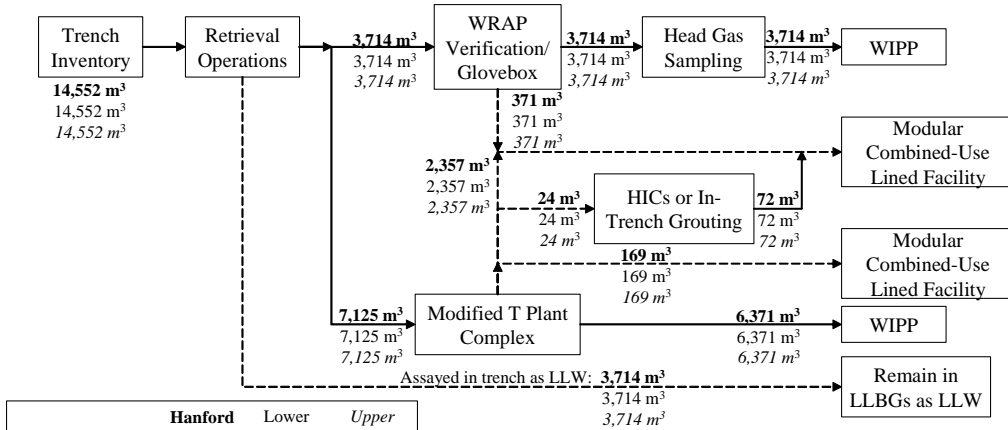 Trench
Inventory
14,552 m³
14,552 m³
14,552 m³
Retrieval
Operations
3,714 m³
3,714 m³
3,714 m³
WRAP
Verification/
Glovebox
3,714 m³
3,714 m³
3,714 m³
Head Gas
Sampling
3,714 m³
3,714 m³
3,714 m³
WIPP
371 m³
371 m³
371 m³
Modular
Combined-Use
Lined Facility
2,357 m³
2,357 m³
2,357 m³
24 m³
24 m³
24 m³
HICs or In-
Trench Grouting
72 m³
72 m³
72 m³
169 m³
169 m³
169 m³
Modular
Combined-Use
Lined Facility
7,125 m³
7,125 m³
7,125 m³
Modified T Plant
Complex
6,371 m³
6,371 m³
6,371 m³
WIPP
Assayed in trench as LLW: 3,714 m³
3,714 m³
3,714 m³
Remain in
LLBGs as LLW
Hanford Lower Upper